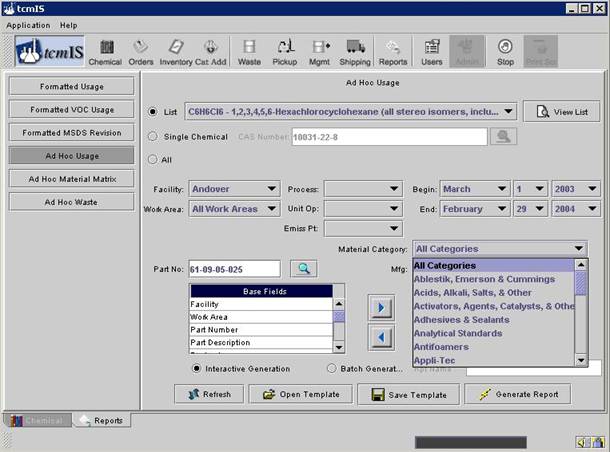 tcmIS
Application Help
tcmIS Chemical Orders Inventory Cat Add Waste Pickup Mgmt Shipping Reports Users Admin Stop Print Scr
Formatted Usage
Formatted VOC Usage
Formatted MSDS Revision
Ad Hoc Usage
Ad Hoc Material Matrix
Ad Hoc Waste
Ad Hoc Usage
List C6H6Cl6 - 1,2,3,4,5,6-Hexachlorocyclohexane (all stereo isomers, inclu... View List
Single Chemical CAS Number: 10031-22-8
All
Facility: Andover Process: Begin: March 1 2003
Work Area: All Work Areas Unit Op: End: February 29 2004
Emiss Pt:
Material Category: All Categories
Part No: 61-09-05-025 Mfg:
All Categories
Ablestik, Emerson & Cummings
Acids, Alkali, Salts, & Other
Activators, Agents, Catalysts, & Othe
Adhesives & Sealants
Analytical Standards
Antifoamers
Appli-Tec
Base Fields
Facility
Work Area
Part Number
Part Description
Interactive Generation Batch Generat... Rpt Name
Refresh Open Template Save Template Generate Report
Chemical Reports